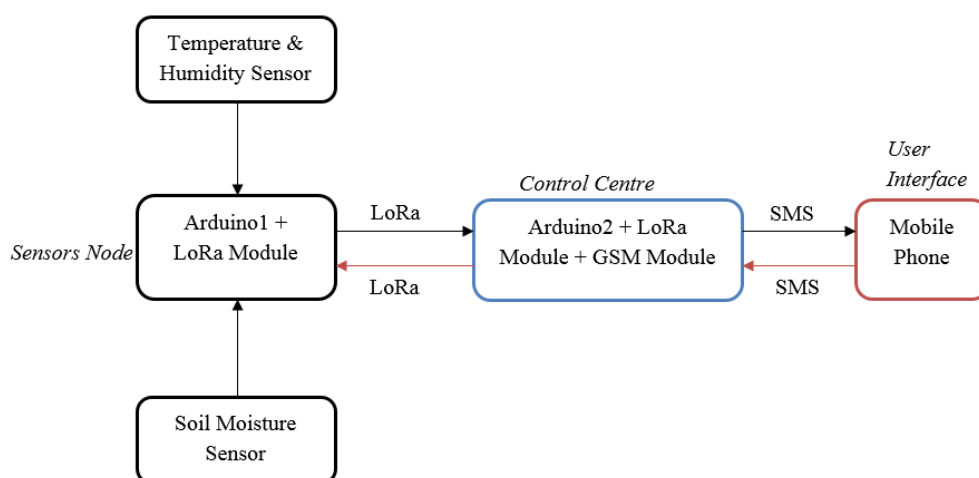 Temperature &
Humidity Sensor
User
Interface
Control Centre
Sensors Node
Arduino1 +
LoRa Module
LoRa
LoRa
Arduino2 + LoRa
Module + GSM Module
SMS
SMS
Mobile
Phone
Soil Moisture
Sensor